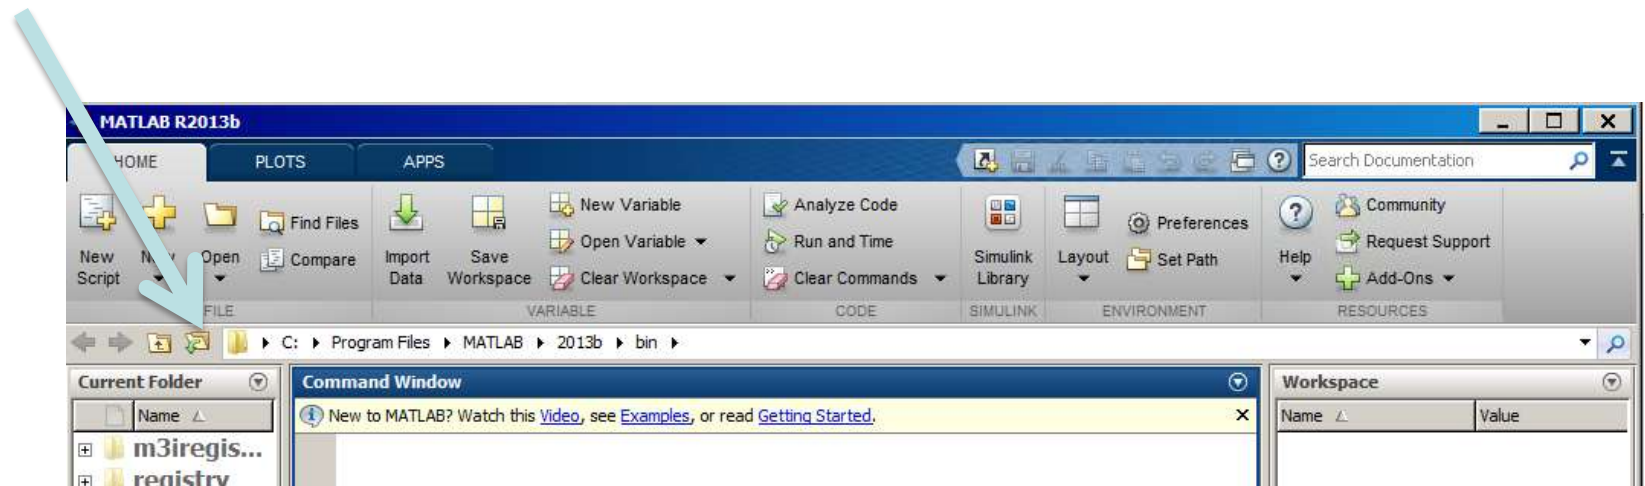 MATLAB R2013b
HOME PLOTS APPS Search Documentation
New Script
New
Open
Find Files
Compare
FILE
Import Data
Save Workspace
New Variable
Open Variable
Clear Workspace
VARIABLE
Analyze Code
Run and Time
Clear Commands
CODE
Simulink Library
SIMULINK
Layout
Preferences
Set Path
ENVIRONMENT
Help
Community
Request Support
Add-Ons
RESOURCES
C: Program Files MATLAB 2013b bin
Current Folder
Name
m3iregis...
registry
Command Window
New to MATLAB? Watch this Video, see Examples, or read Getting Started.
Workspace
Name Value